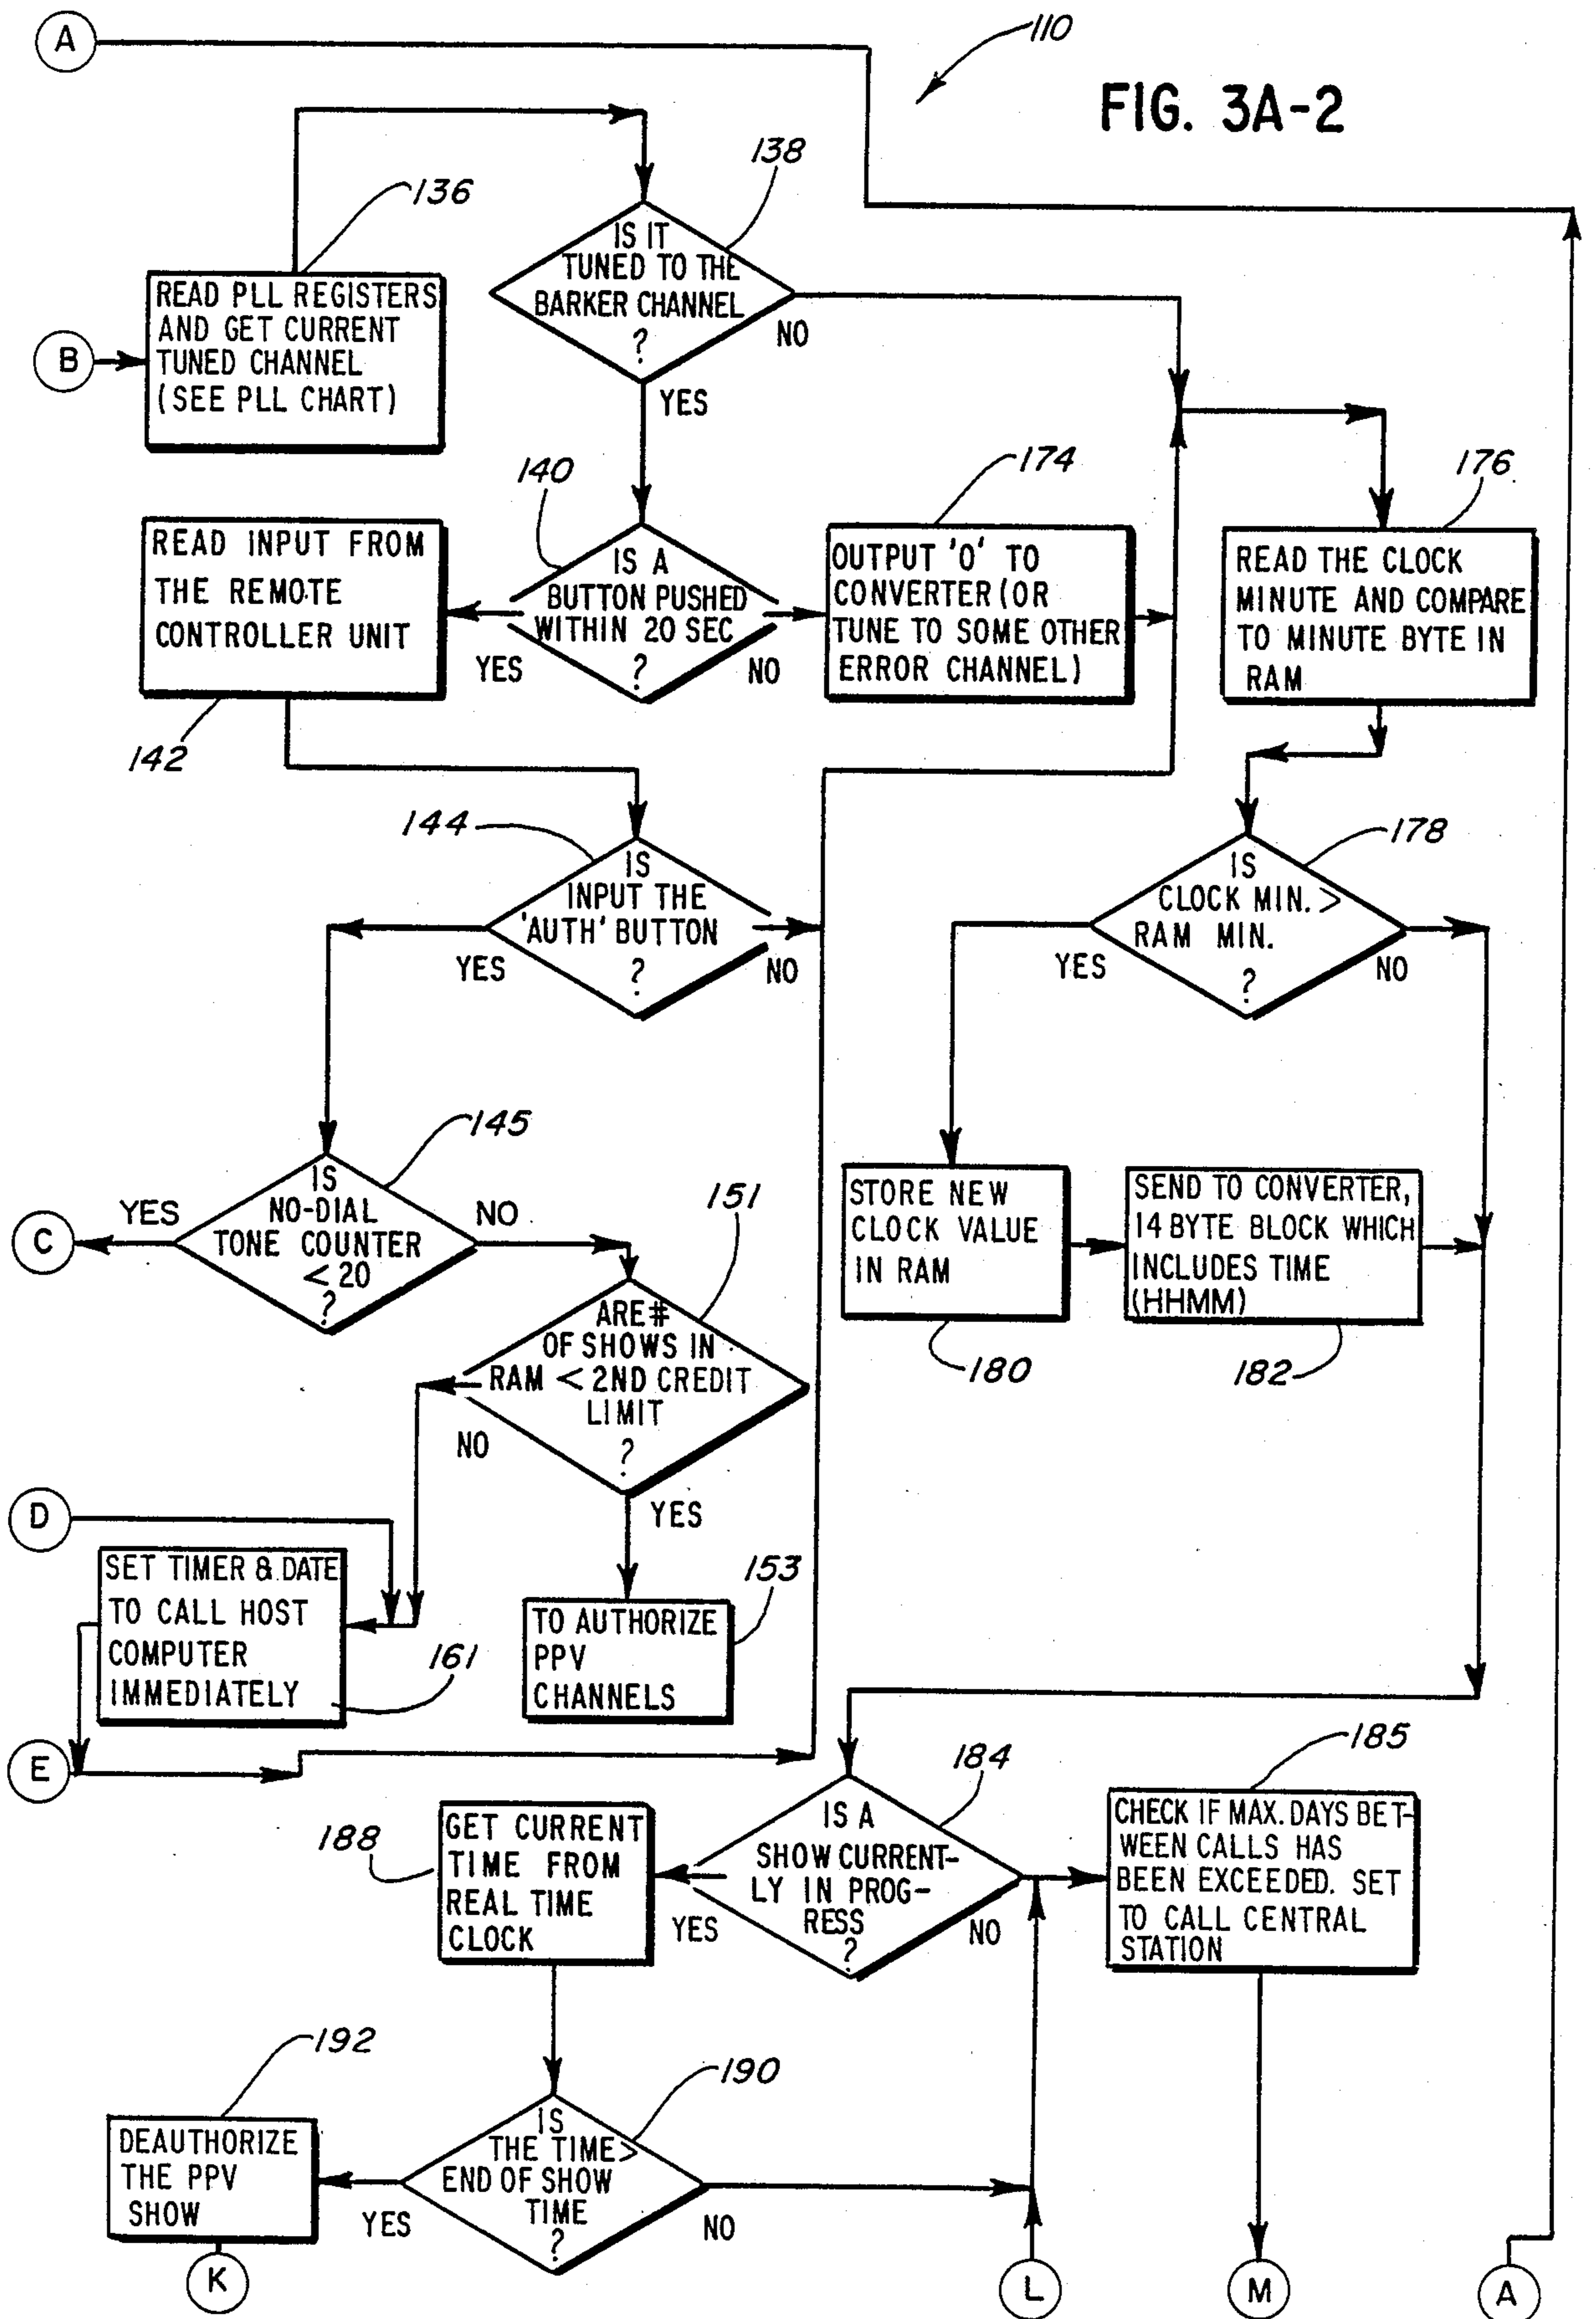 A
110
FIG. 3A-2
136
138
READ PLL REGISTERS
AND GET CURRENT
TUNED CHANNEL
(SEE PLL CHART)
B
IS IT
TUNED TO THE
BARKER CHANNEL
?
NO
YES
140
174
176
READ INPUT FROM
THE REMOTE
CONTROLLER UNIT
142
IS A
BUTTON PUSHED
WITHIN 20 SEC
?
YES
NO
OUTPUT 'O' TO
CONVERTER (OR
TUNE TO SOME OTHER
ERROR CHANNEL)
READ THE CLOCK
MINUTE AND COMPARE
TO MINUTE BYTE IN
RAM
144
IS
INPUT THE
'AUTH' BUTTON
?
YES
NO
178
IS
CLOCK MIN. >
RAM MIN.
?
YES
NO
145
IS
NO-DIAL
TONE COUNTER
< 20
?
YES
NO
C
151
ARE #
OF SHOWS IN
RAM < 2ND CREDIT
LIMIT
?
NO
YES
STORE NEW
CLOCK VALUE
IN RAM
180
SEND TO CONVERTER,
14 BYTE BLOCK WHICH
INCLUDES TIME
(HHMM)
182
D
SET TIMER & DATE
TO CALL HOST
COMPUTER
IMMEDIATELY
161
153
TO AUTHORIZE
PPV
CHANNELS
E
184
185
188
GET CURRENT
TIME FROM
REAL TIME
CLOCK
IS A
SHOW CURRENT-
LY IN PROG-
RESS
?
YES
NO
CHECK IF MAX. DAYS BET-
WEEN CALLS HAS
BEEN EXCEEDED. SET
TO CALL CENTRAL
STATION
192
190
DEAUTHORIZE
THE PPV
SHOW
IS
THE TIME >
END OF SHOW
TIME
?
YES
NO
K
L
M
A